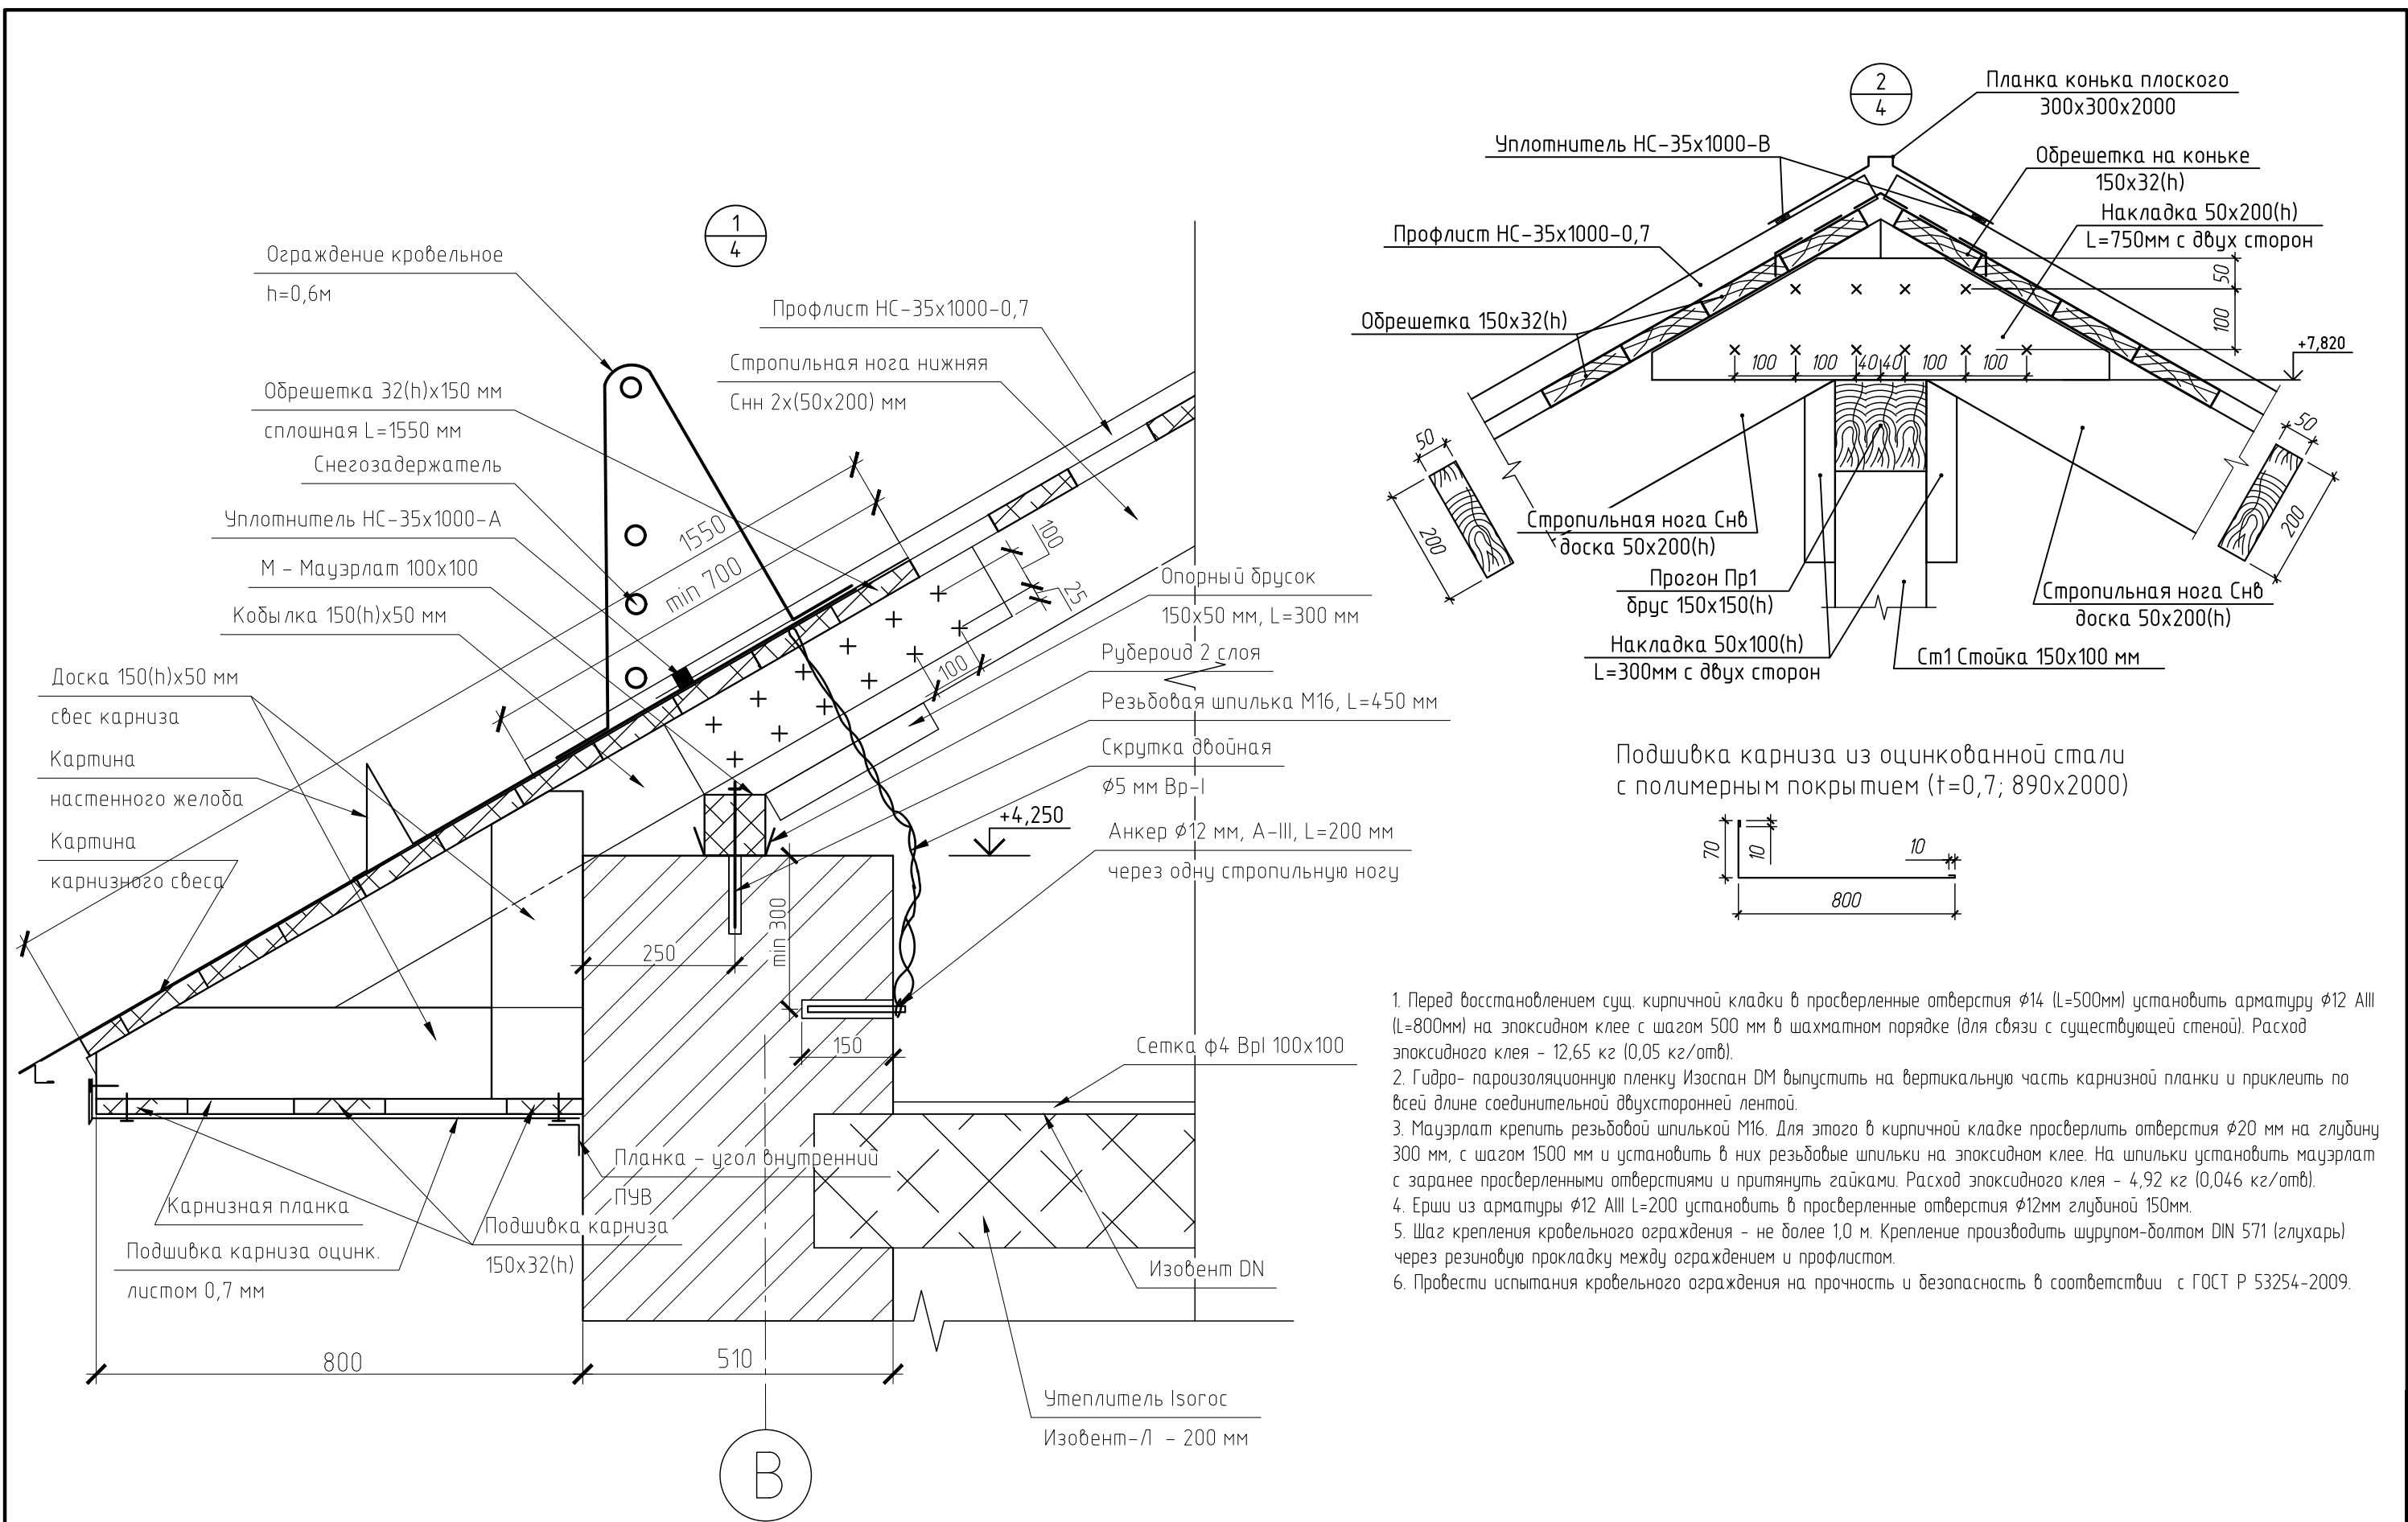 1
4
Ограждение кровельное
h=0,6м
Профлист НС-35х1000-0,7
Стропильная нога нижняя
Снн 2х(50х200) мм
Обрешетка 32(h)х150 мм
сплошная L=1550 мм
Снегозадержатель
Уплотнитель НС-35х1000-А
М - Мауэрлат 100х100
Кобылка 150(h)х50 мм
Доска 150(h)х50 мм
свес карниза
Картина
настенного желоба
Картина
карнизного свеса
1550
min 700
100
25
100
Опорный брусок
150х50 мм, L=300 мм
Рубероид 2 слоя
Резьбовая шпилька М16, L=450 мм
Скрутка двойная
ϕ5 мм Вр-I
+4,250
Анкер ϕ12 мм, А-III, L=200 мм
через одну стропильную ногу
min 300
250
150
Сетка ф4 ВрI 100х100
Планка - угол внутренний
ПУВ
Карнизная планка
Подшивка карниза
150х32(h)
Подшивка карниза оцинк.
листом 0,7 мм
Изовент DN
800
510
Утеплитель Isoroc
Изовент-Л - 200 мм
В
2
4
Планка конька плоского
300х300х2000
Уплотнитель НС-35х1000-В
Обрешетка на коньке
150х32(h)
Накладка 50х200(h)
L=750мм с двух сторон
Профлист НС-35х1000-0,7
50
100
Обрешетка 150х32(h)
+7,820
100
100
40
40
100
100
50
200
50
200
Стропильная нога Снв
доска 50х200(h)
Прогон Пр1
брус 150х150(h)
Стропильная нога Снв
доска 50х200(h)
Накладка 50х100(h)
L=300мм с двух сторон
Ст1 Стойка 150х100 мм
Подшивка карниза из оцинкованной стали
с полимерным покрытием (t=0,7; 890х2000)
70
10
10
800
1. Перед восстановлением сущ. кирпичной кладки в просверленные отверстия ϕ14 (L=500мм) установить арматуру ϕ12 АIII
(L=800мм) на эпоксидном клее с шагом 500 мм в шахматном порядке (для связи с существующей стеной). Расход
эпоксидного клея - 12,65 кг (0,05 кг/отв).
2. Гидро- пароизоляционную пленку Изоспан DM выпустить на вертикальную часть карнизной планки и приклеить по
всей длине соединительной двухсторонней лентой.
3. Мауэрлат крепить резьбовой шпилькой М16. Для этого в кирпичной кладке просверлить отверстия ϕ20 мм на глубину
300 мм, с шагом 1500 мм и установить в них резьбовые шпильки на эпоксидном клее. На шпильки установить мауэрлат
с заранее просверленными отверстиями и притянуть гайками. Расход эпоксидного клея - 4,92 кг (0,046 кг/отв).
4. Ерши из арматуры ϕ12 АIII L=200 установить в просверленные отверстия ϕ12мм глубиной 150мм.
5. Шаг крепления кровельного ограждения - не более 1,0 м. Крепление производить шурупом-болтом DIN 571 (глухарь)
через резиновую прокладку между ограждением и профлистом.
6. Провести испытания кровельного ограждения на прочность и безопасность в соответствии с ГОСТ Р 53254-2009.